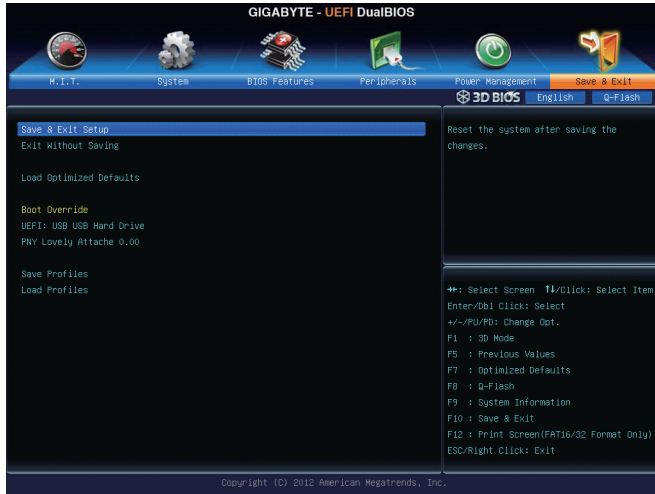 GIGABYTE - UEFI DualBIOS
M.I.T.
System
BIOS Features
Peripherals
Power Management
Save & Exit
3D BIOS
English
Q-Flash
Save & Exit Setup
Exit Without Saving
Load Optimized Defaults
Boot Override
UEFI: USB USB Hard Drive
PNY Lovely Attache 0.00
Save Profiles
Load Profiles
Reset the system after saving the
changes.
→←: Select Screen ↑↓/Click: Select Item
Enter/Dbl Click: Select
+/-/PU/PD: Change Opt.
F1 : 3D Mode
F5 : Previous Values
F7 : Optimized Defaults
F8 : Q-Flash
F9 : System Information
F10 : Save & Exit
F12 : Print Screen(FAT16/32 Format Only)
ESC/Right Click: Exit
Copyright (C) 2012 American Megatrends, Inc.